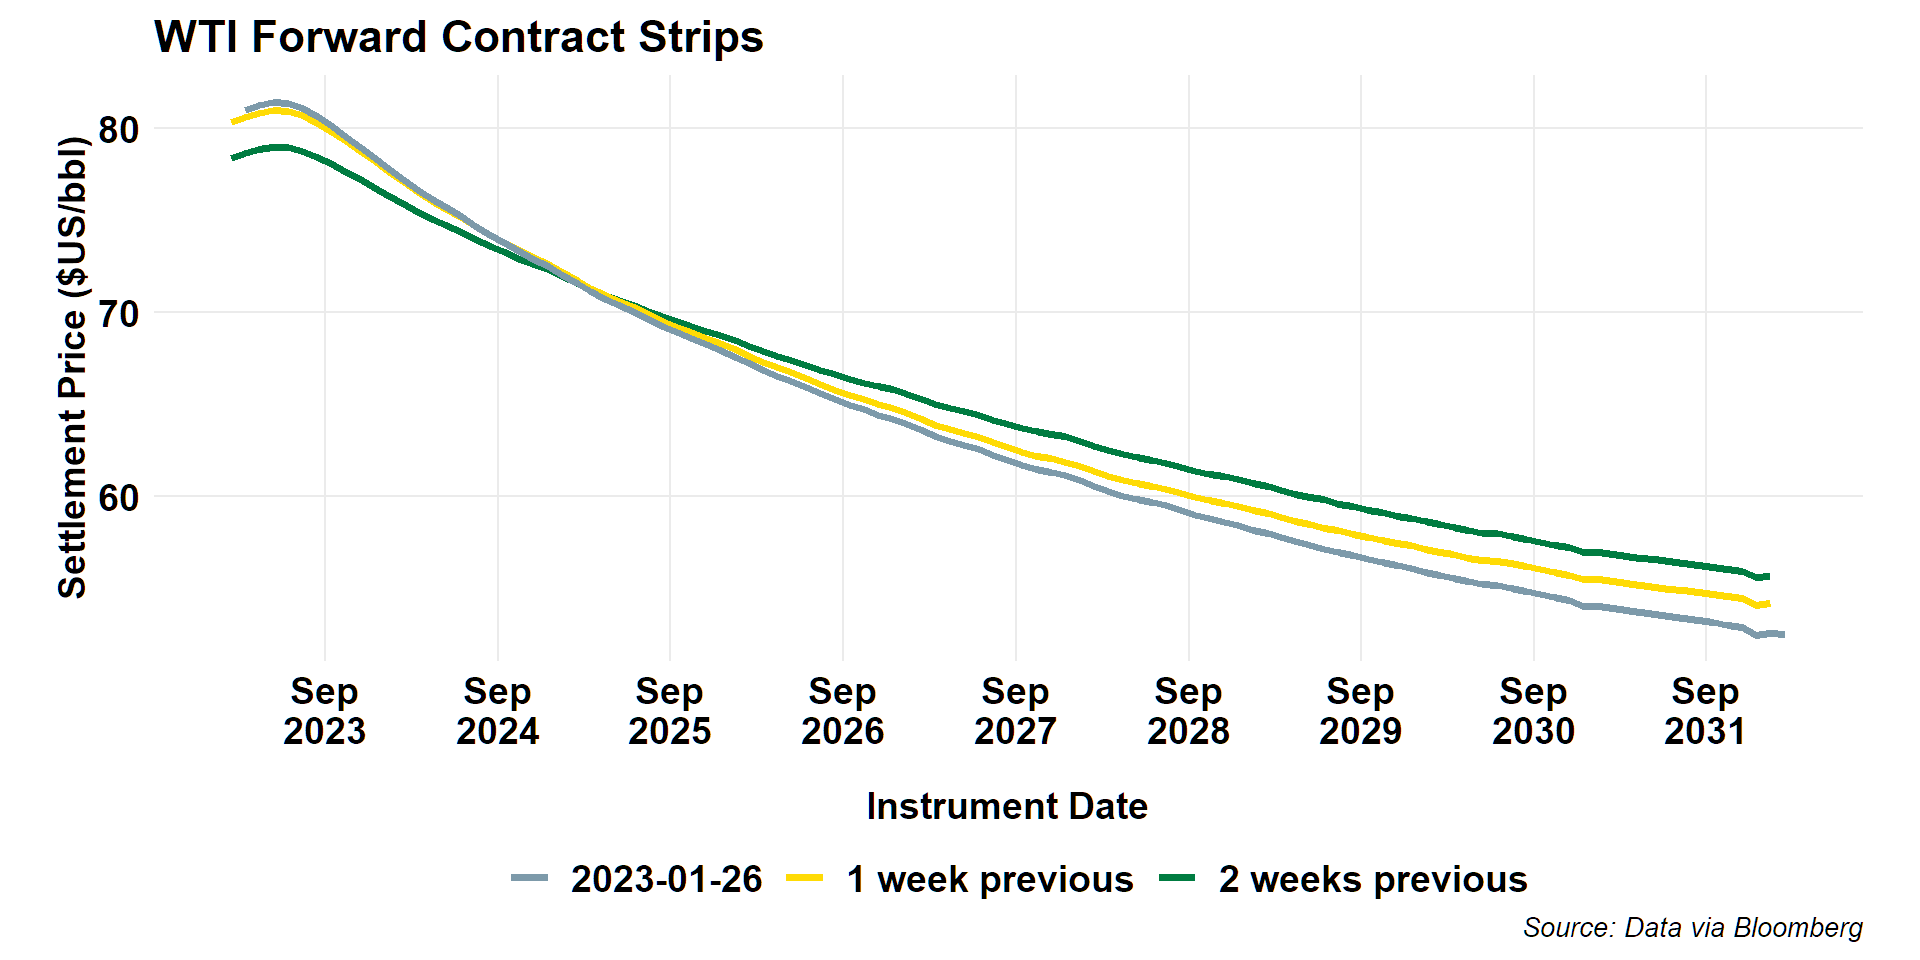 WTI Forward Contract Strips
Settlement Price ($US/bbl)
80
70
60
Sep
2023
Sep
2024
Sep
2025
Sep
2026
Sep
2027
Sep
2028
Sep
2029
Sep
2030
Sep
2031
Instrument Date
2023-01-26
1 week previous
2 weeks previous
Source: Data via Bloomberg